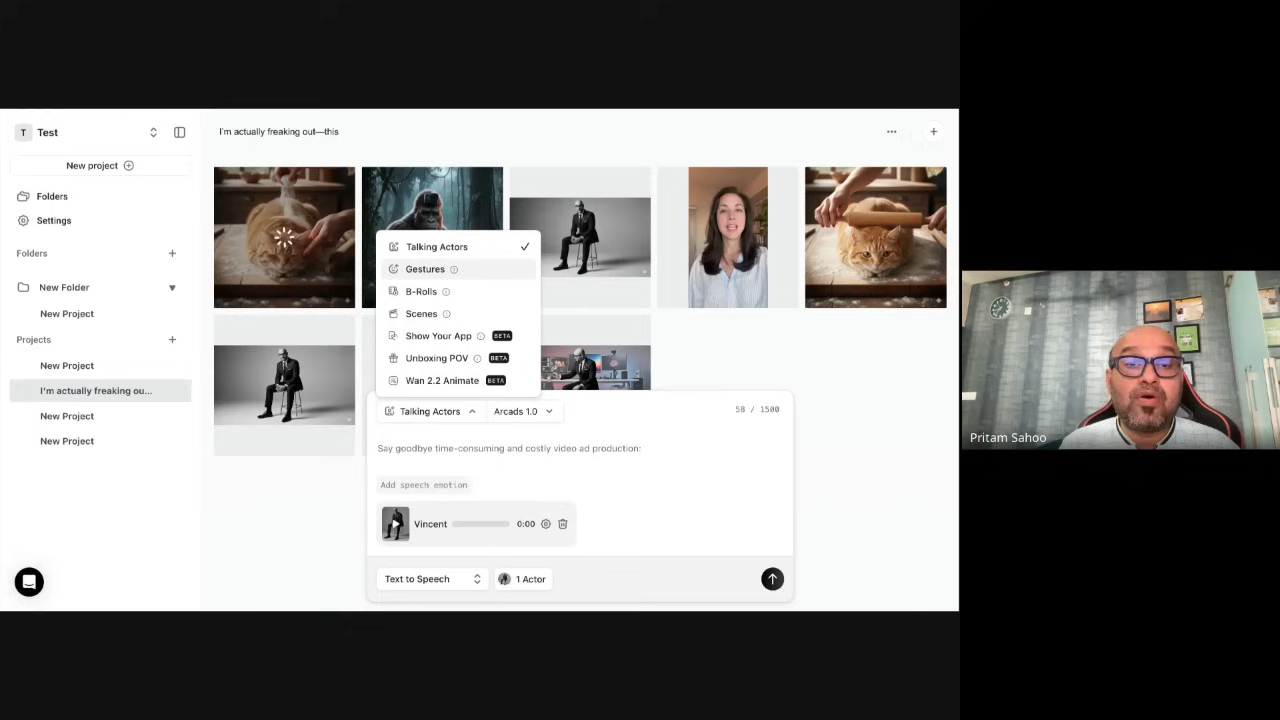 T Test
New project
Folders
Settings
Folders
New Folder
New Project
Projects
New Project
I'm actually freaking ou...
New Project
New Project
I'm actually freaking out—this
Talking Actors
Gestures
B-Rolls
Scenes
Show Your App BETA
Unboxing POV BETA
Wan 2.2 Animate BETA
Talking Actors Arcads 1.0 58 / 1500
Say goodbye time-consuming and costly video ad production:
Add speech emotion
Vincent 0:00
Text to Speech 1 Actor
Pritam Sahoo